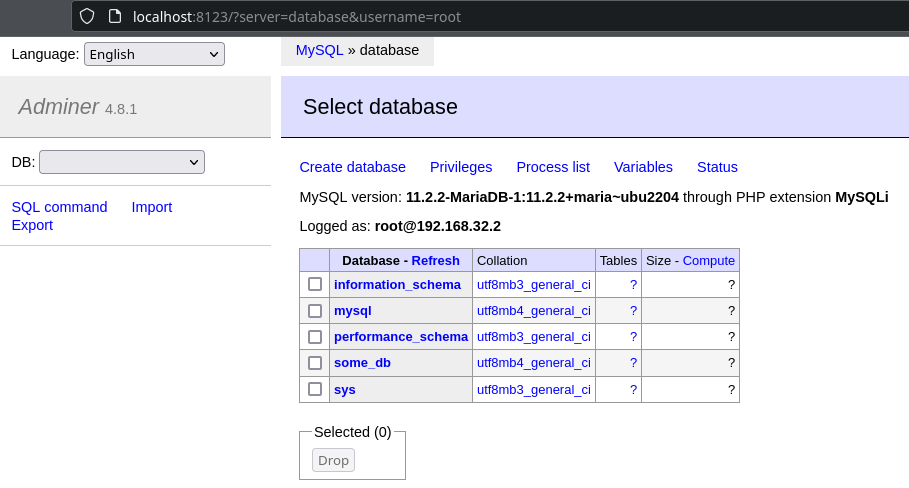 localhost:8123/?server=database&username=root
Language: English
MySQL » database
Adminer 4.8.1
Select database
DB:
SQL command Import
Export
Create database Privileges Process list Variables Status
MySQL version: 11.2.2-MariaDB-1:11.2.2+maria~ubu2204 through PHP extension MySQLi
Logged as: root@192.168.32.2
Database - Refresh Collation Tables Size - Compute
information_schema utf8mb3_general_ci ? ?
mysql utf8mb4_general_ci ? ?
performance_schema utf8mb3_general_ci ? ?
some_db utf8mb4_general_ci ? ?
sys utf8mb3_general_ci ? ?
Selected (0)
Drop